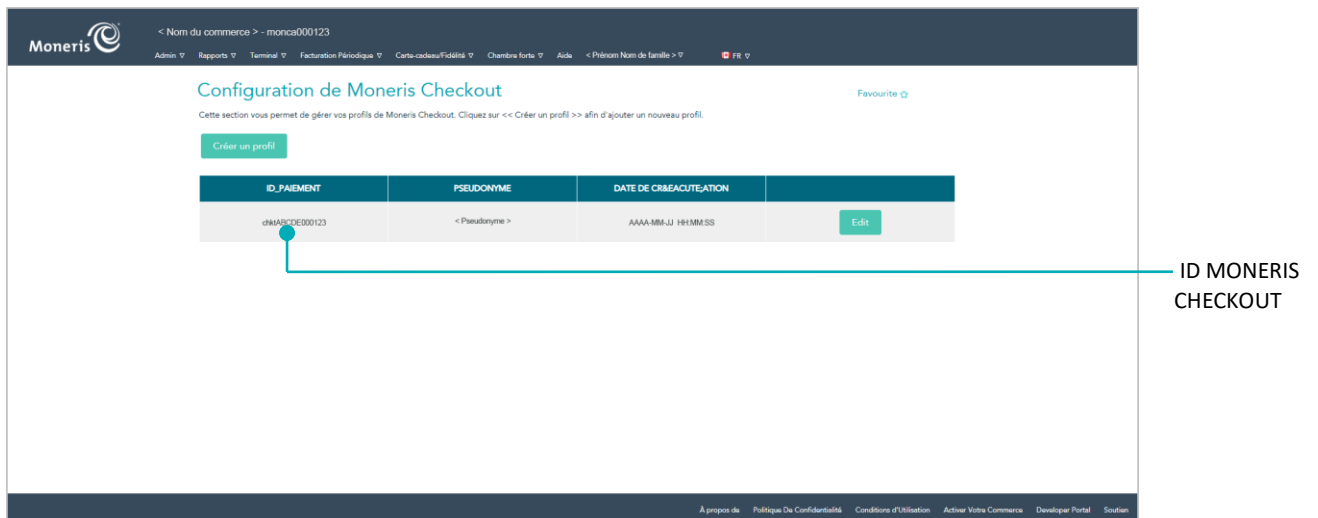 Moneris
< Nom du commerce > - monca000123
Admin ▽ Rapports ▽ Terminal ▽ Facturation Périodique ▽ Carte-cadeau/Fidélité ▽ Chambre forte ▽ Aide < Prénom Nom de famille > ▽ FR ▽
Configuration de Moneris Checkout
Favourite ☆
Cette section vous permet de gérer vos profils de Moneris Checkout. Cliquez sur << Créer un profil >> afin d'ajouter un nouveau profil.
Créer un profil
ID_PAIEMENT PSEUDONYME DATE DE CR&EACUTE;ATION
chktABCDE000123 < Pseudonyme > AAAA-MM-JJ HH:MM:SS Edit
ID MONERIS
CHECKOUT
À propos de Politique De Confidentialité Conditions d'Utilisation Activer Votre Commerce Developer Portal Soutien